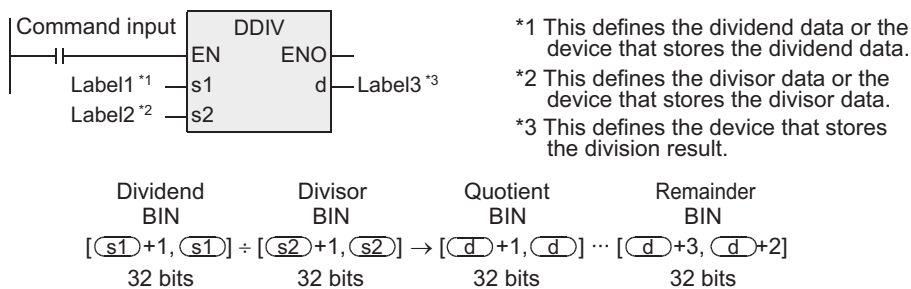 Command input
DDIV
EN ENO
Label1 *1 s1 d Label3 *3
Label2 *2 s2
*1 This defines the dividend data or the
device that stores the dividend data.
*2 This defines the divisor data or the
device that stores the divisor data.
*3 This defines the device that stores
the division result.
Dividend Divisor Quotient Remainder
BIN BIN BIN BIN
[s1+1, s1] ÷ [s2+1, s2] → [d+1, d] ··· [d+3, d+2]
32 bits 32 bits 32 bits 32 bits